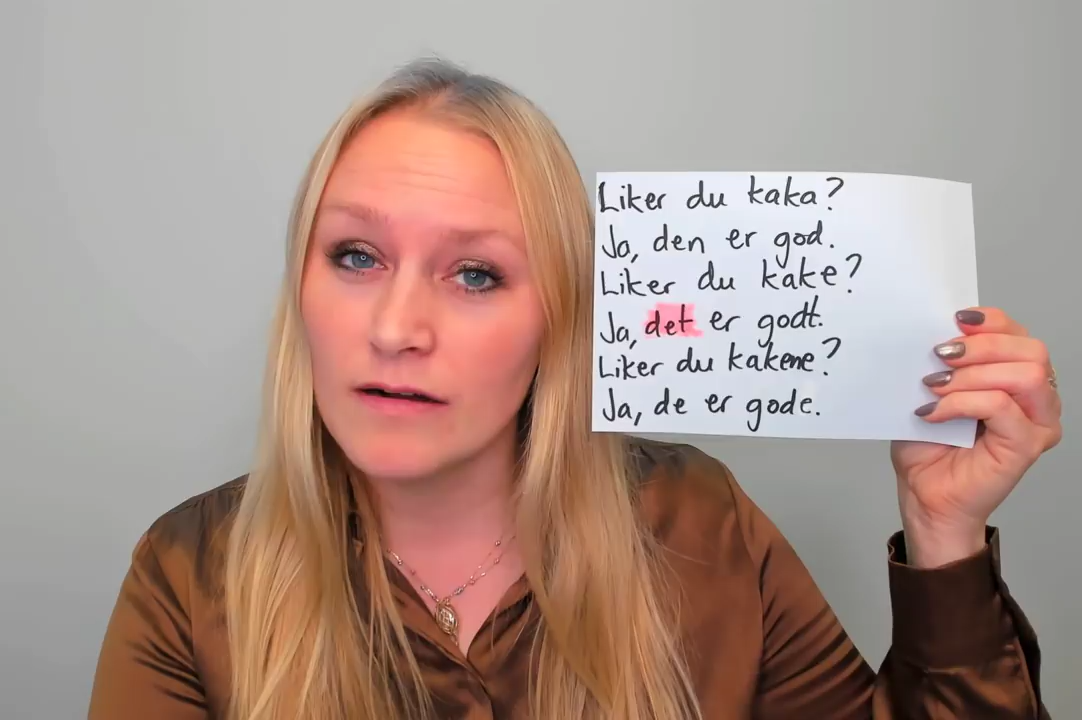 Liker du kaka?
Ja, den er god.
Liker du kake?
Ja, det er godt.
Liker du kakene?
Ja, de er gode.